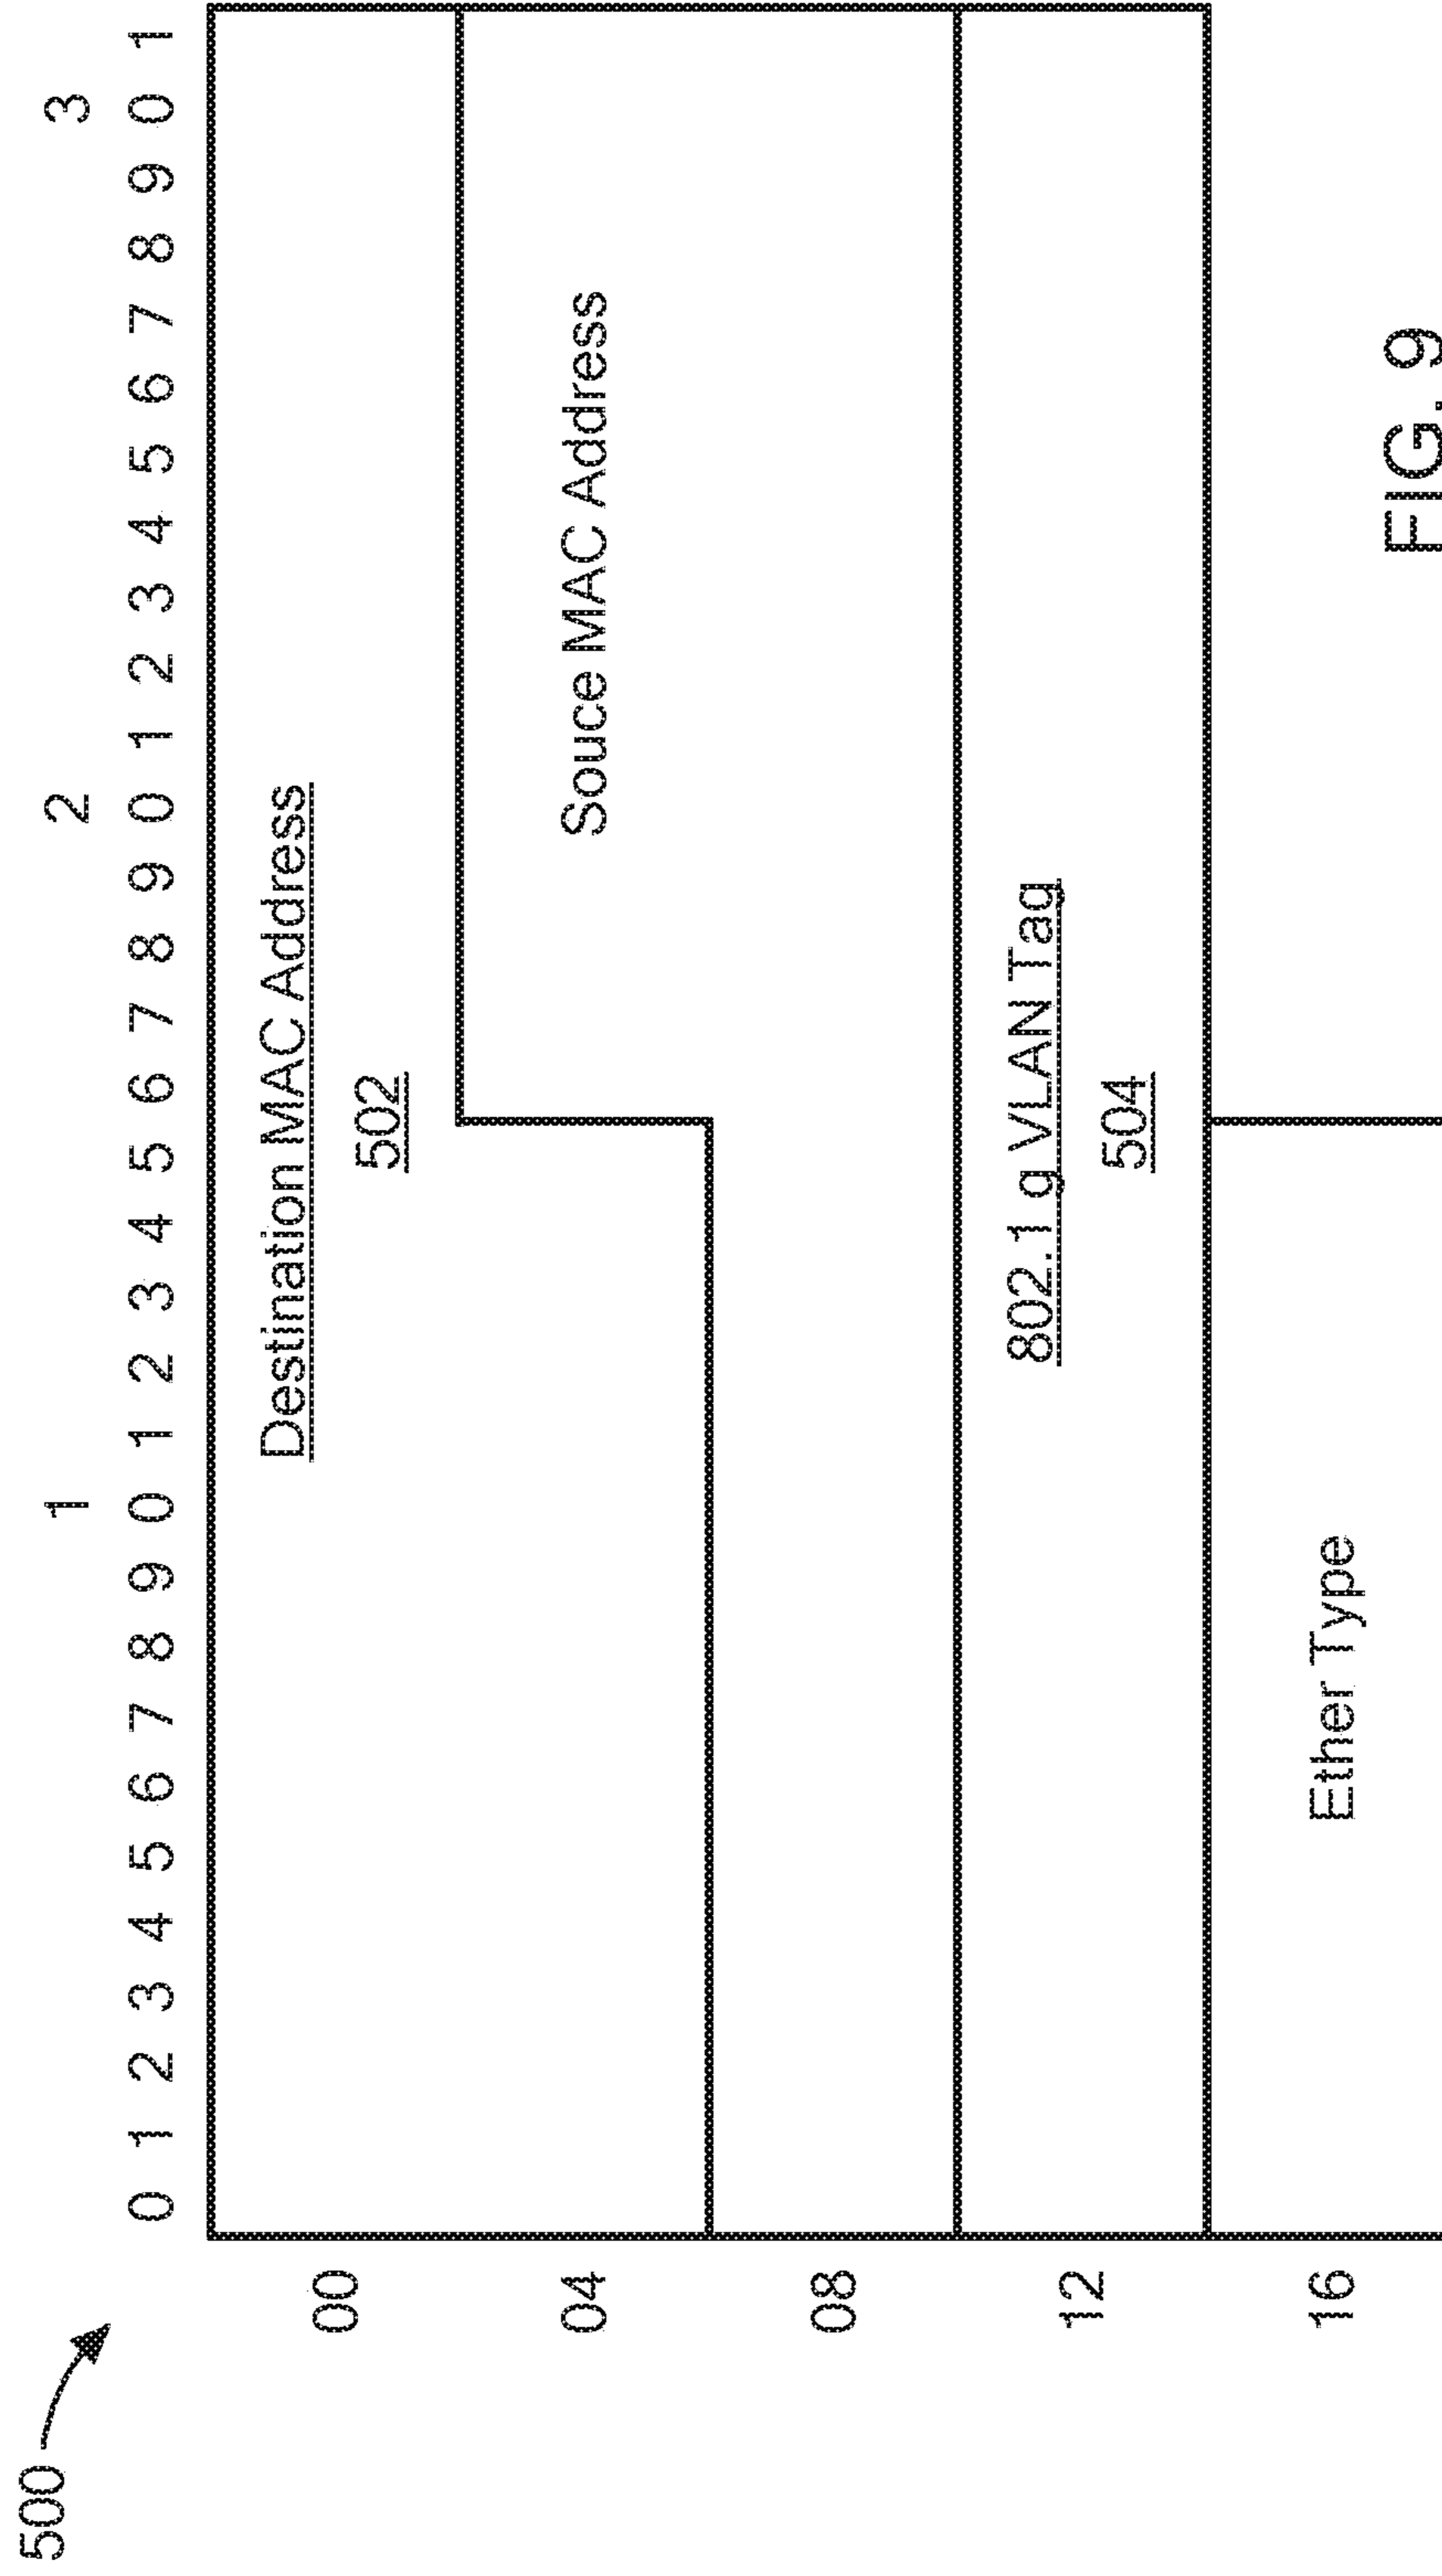 500
1 2 3
0 1 2 3 4 5 6 7 8 9 0 1 2 3 4 5 6 7 8 9 0 1 2 3 4 5 6 7 8 9 0 1
00
Destination MAC Address
502
04
Souce MAC Address
08
12
802.1 g VLAN Tag
504
16
Ether Type
FIG. 9